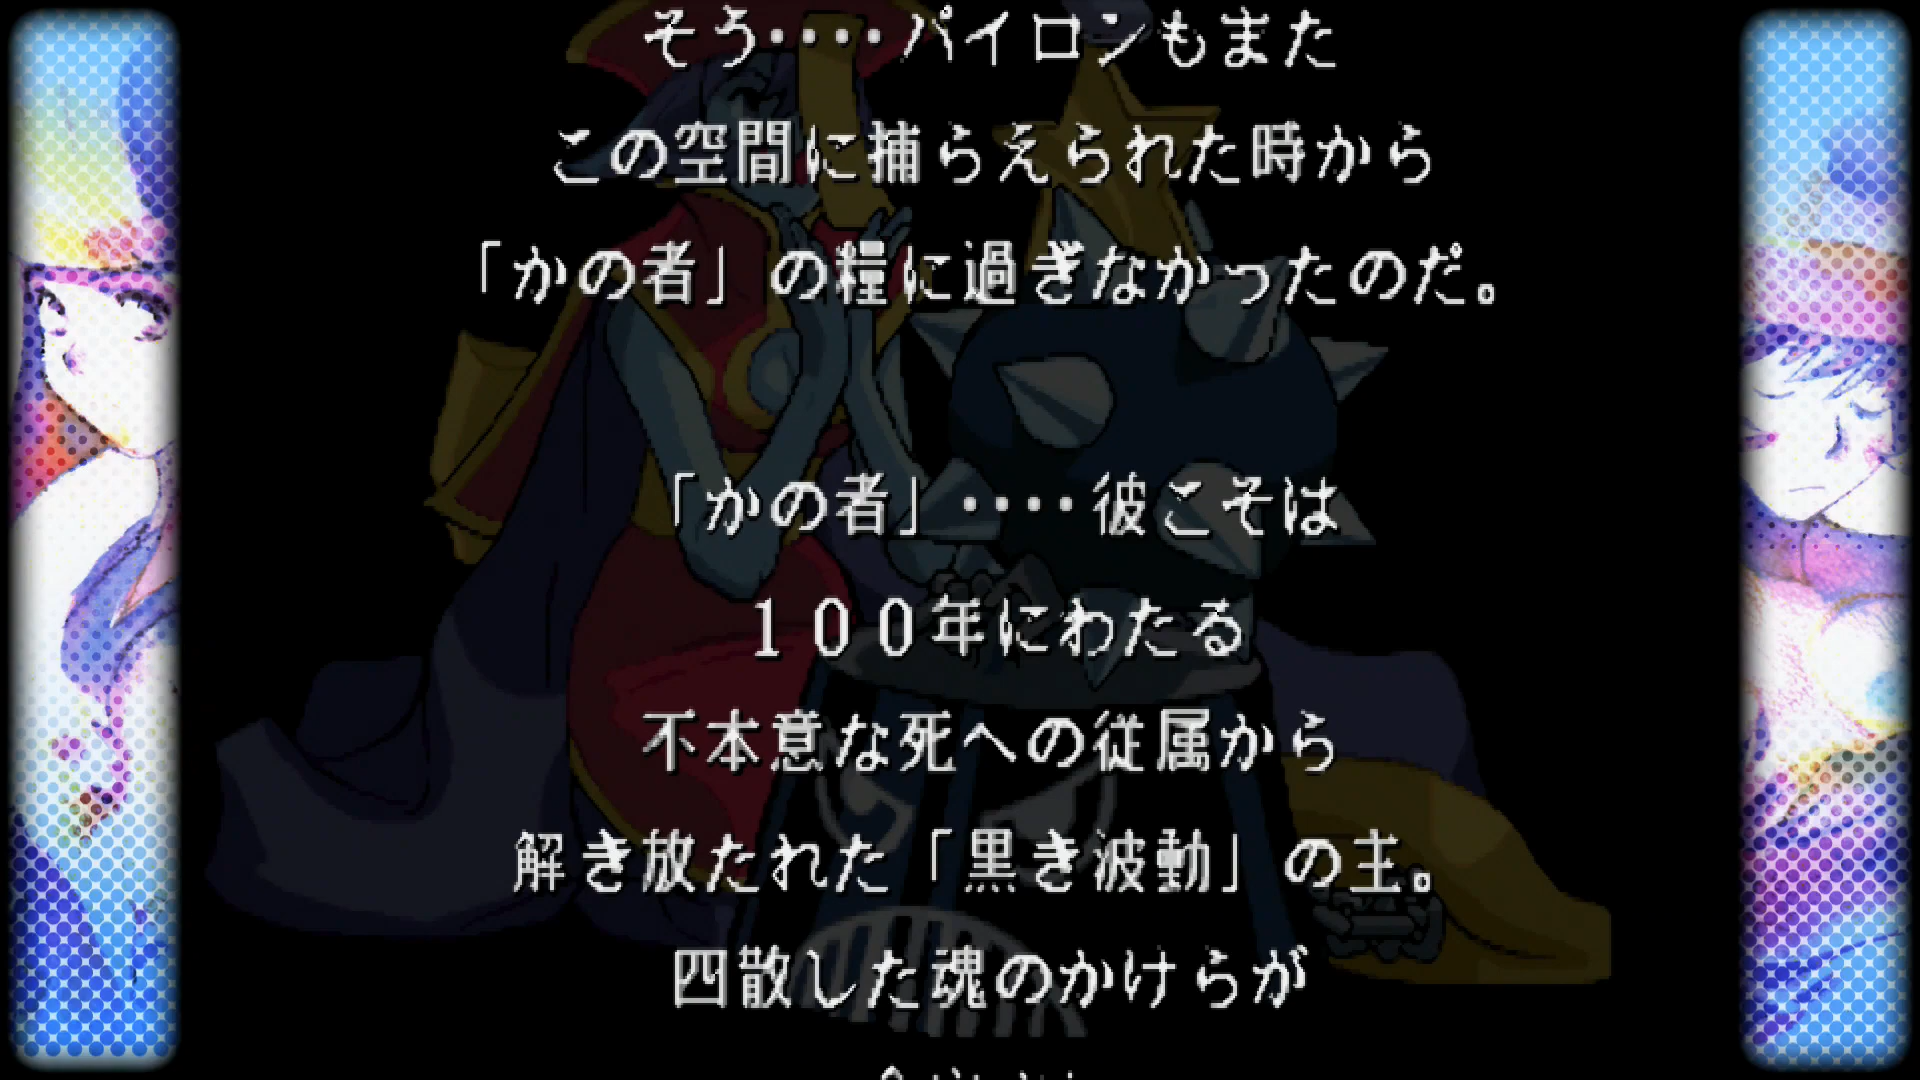 そう‥‥パイロンもまた
この空間に捕らえられた時から
「かの者」の糧に過ぎなかったのだ。
「かの者」‥‥彼こそは
１００年にわたる
不本意な死への従属から
解き放たれた「黒き波動」の主。
四散した魂のかけらが